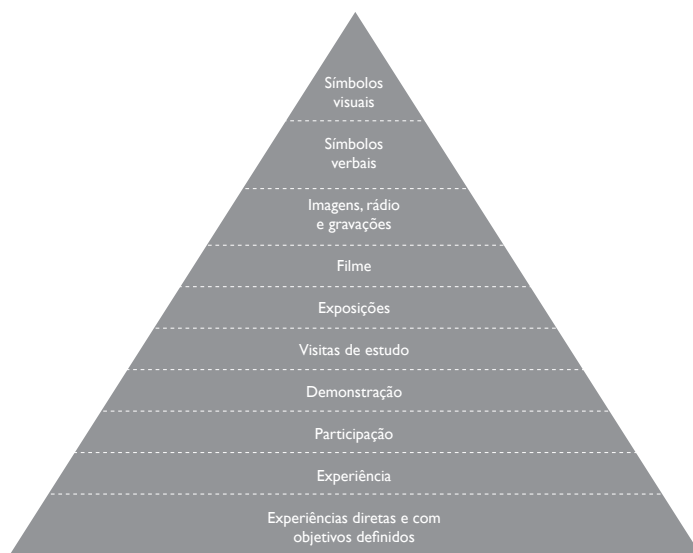 Símbolos
visuais
Símbolos
verbais
Imagens, rádio
e gravações
Filme
Exposições
Visitas de estudo
Demonstração
Participação
Experiência
Experiências diretas e com
objetivos definidos